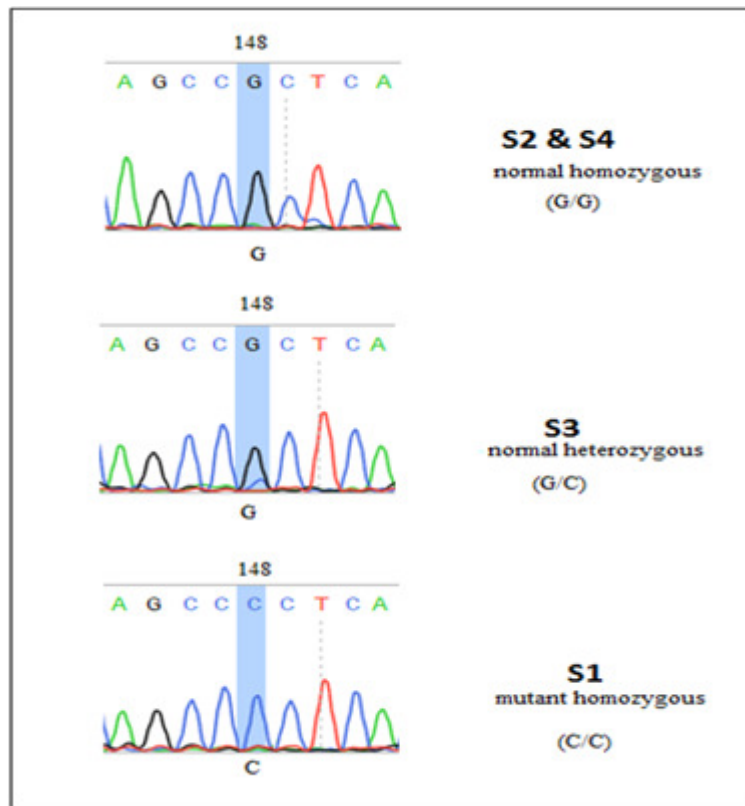 148
A G C C G C T C A
G
S2 & S4
normal homozygous
(G/G)
148
A G C C G C T C A
G
S3
normal heterozygous
(G/C)
148
A G C C C C T C A
C
S1
mutant homozygous
(C/C)